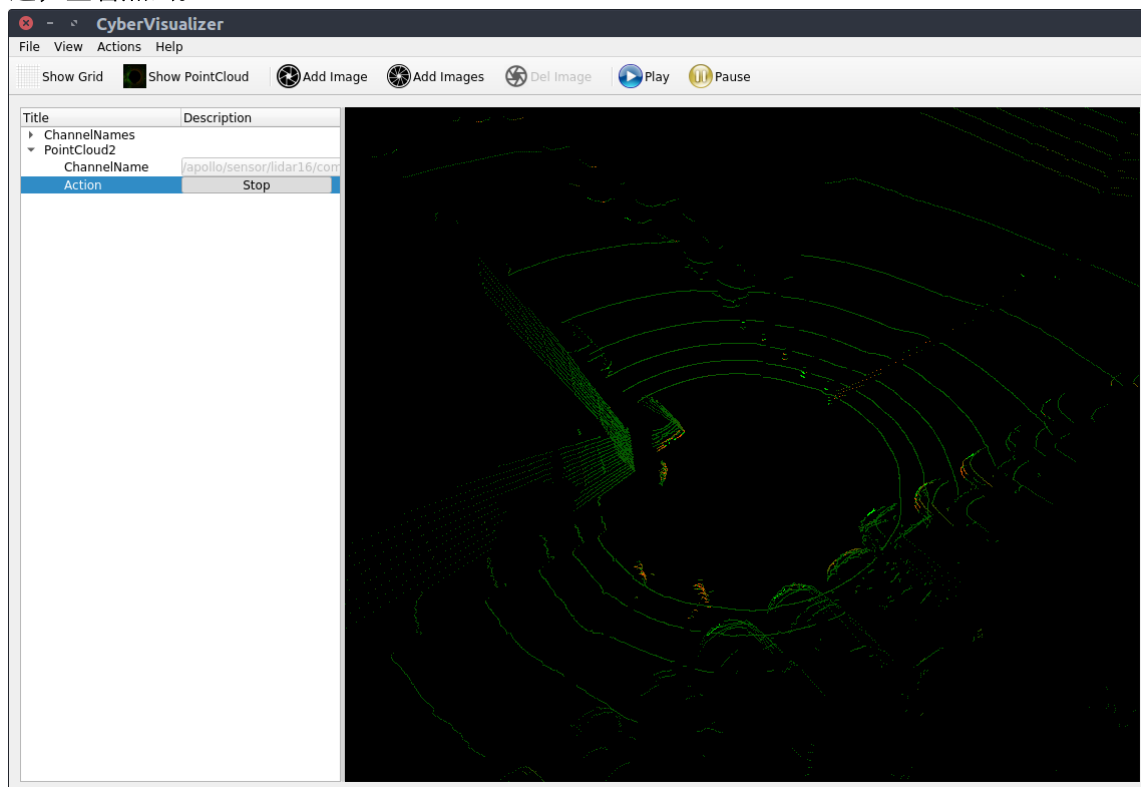 CyberVisualizer
File View Actions Help
Show Grid Show PointCloud Add Image Add Images Del Image Play Pause
Title Description
ChannelNames
PointCloud2
ChannelName /apollo/sensor/lidar16/com
Action Stop